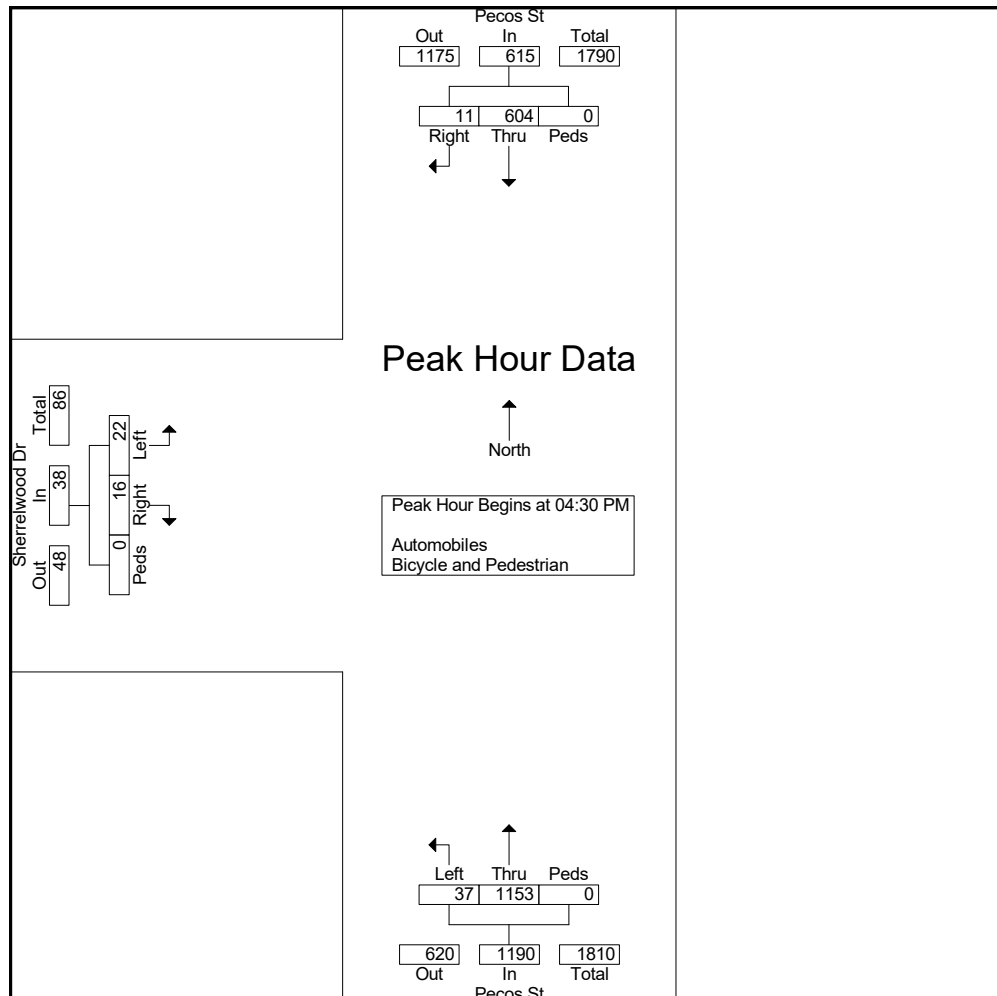 Pecos St
Out In Total
1175 615 1790
11 604 0
Right Thru Peds
Peak Hour Data
North
Peak Hour Begins at 04:30 PM
Automobiles
Bicycle and Pedestrian
Sherrelwood Dr
Out In Total
48 38 86
0 16 22
Peds Right Left
Left Thru Peds
37 1153 0
620 1190 1810
Out In Total
Pecos St